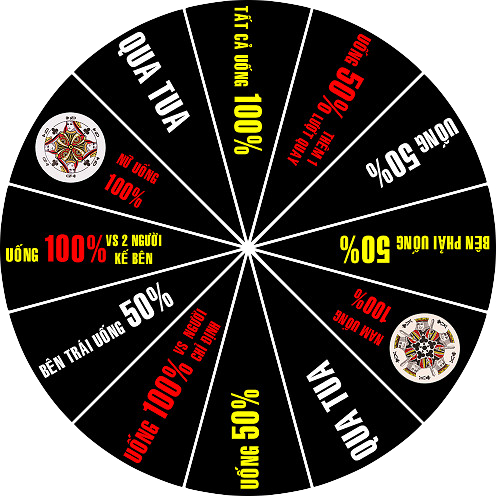 TẤT CẢ UỐNG 100%
UỐNG 50%
THÊM 1
LƯỢT QUAY
UỐNG 50%
BÊN PHẢI UỐNG 50%
NAM UỐNG
100%
QUA TUA
UỐNG 50%
UỐNG 100% VS NGƯỜI
CHỈ ĐỊNH
BÊN TRÁI UỐNG 50%
UỐNG 100% VS 2 NGƯỜI
KẾ BÊN
NỮ UỐNG
100%
QUA TUA